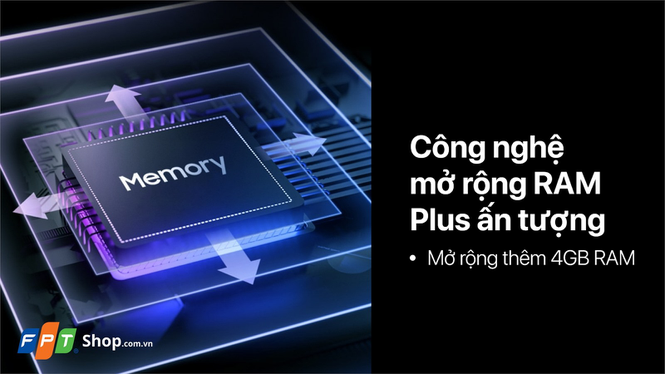 Memory
Công nghệ
mở rộng RAM
Plus ấn tượng
• Mở rộng thêm 4GB RAM
FPT. Shop.com.vn